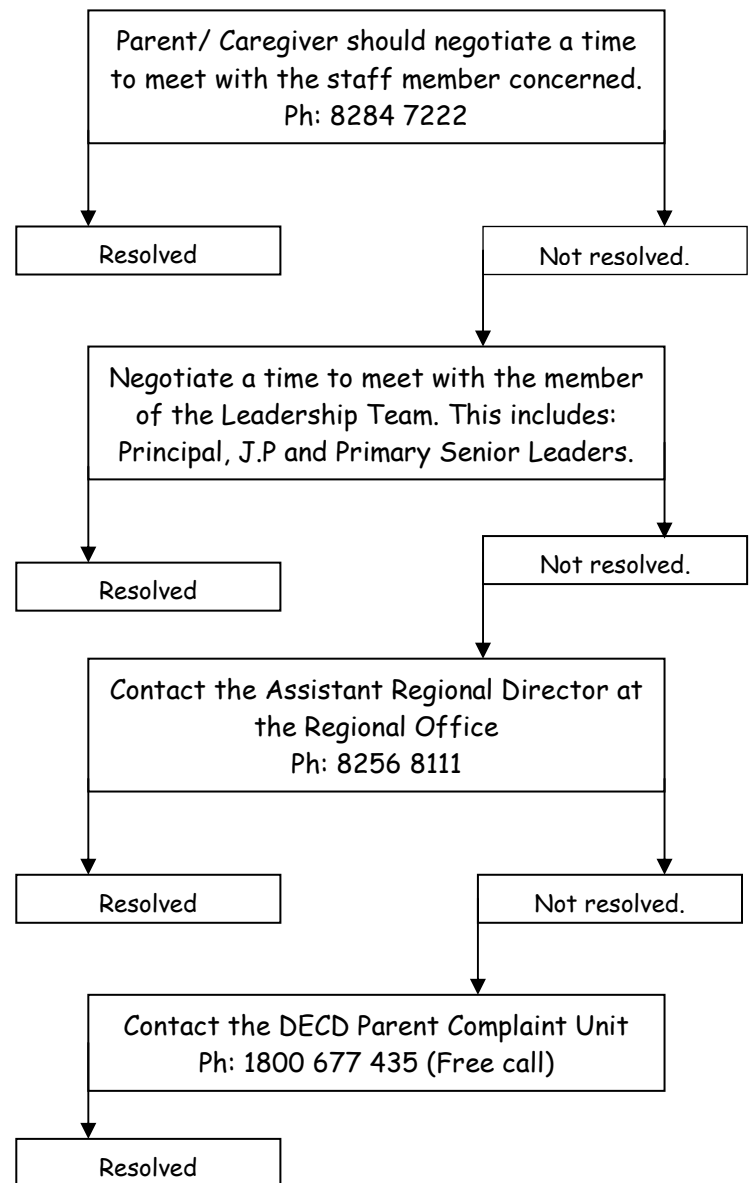 Parent/ Caregiver should negotiate a time
to meet with the staff member concerned.
Ph: 8284 7222
Resolved
Not resolved.
Negotiate a time to meet with the member
of the Leadership Team. This includes:
Principal, J.P and Primary Senior Leaders.
Resolved
Not resolved.
Contact the Assistant Regional Director at
the Regional Office
Ph: 8256 8111
Resolved
Not resolved.
Contact the DECD Parent Complaint Unit
Ph: 1800 677 435 (Free call)
Resolved